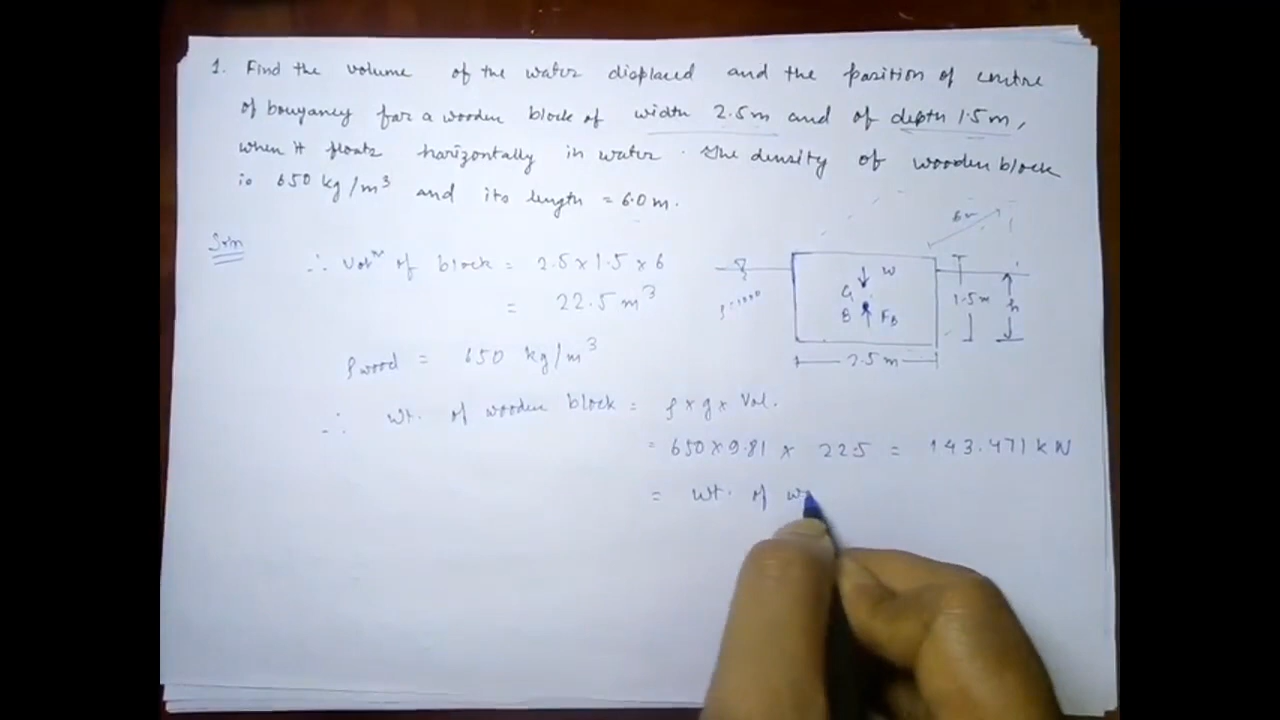 1. Find the volume of the water displaced and the position of centre
of bouyancy for a wooden block of width 2.5m and of depth 1.5m,
when it floats horizontally in water. The density of wooden block
is 650 kg/m³ and its length = 6.0 m.
Soln
∴ Volᵐ of block = 2.5 x 1.5 x 6
= 22.5 m³
ρwood = 650 kg/m³
∴ Wt. of wooden block = ρ x g x Vol.
= 650 x 9.81 x 22.5 = 143.471 kN
= Wt. of w
6m
W
G
B FB
1.5m
h
ρ=1000
2.5 m